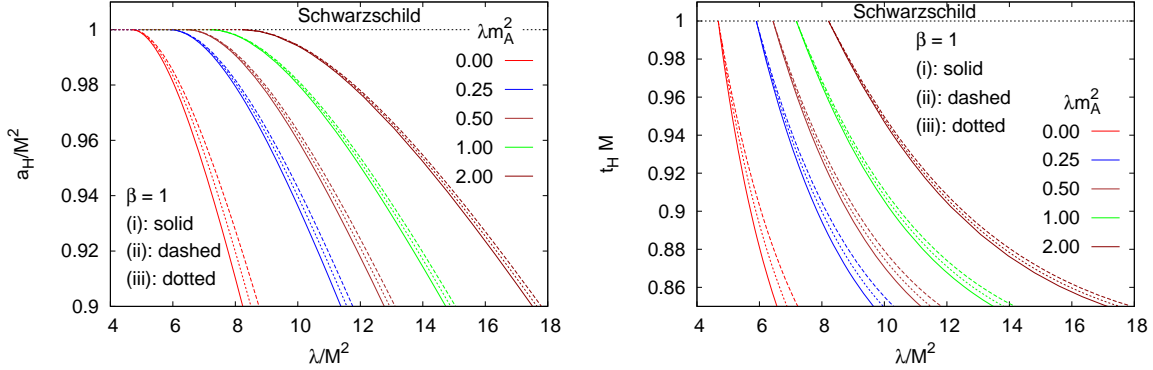 Schwarzschild
1
0.98
0.96
0.94
0.92
0.9
a_H/M^2
λm_A^2
0.00
0.25
0.50
1.00
2.00
β = 1
(i): solid
(ii): dashed
(iii): dotted
4 6 8 10 12 14 16 18
λ/M^2
Schwarzschild
1
0.98
0.96
0.94
0.92
0.9
0.88
0.86
t_H M
β = 1
(i): solid
(ii): dashed
(iii): dotted
λm_A^2
0.00
0.25
0.50
1.00
2.00
4 6 8 10 12 14 16 18
λ/M^2